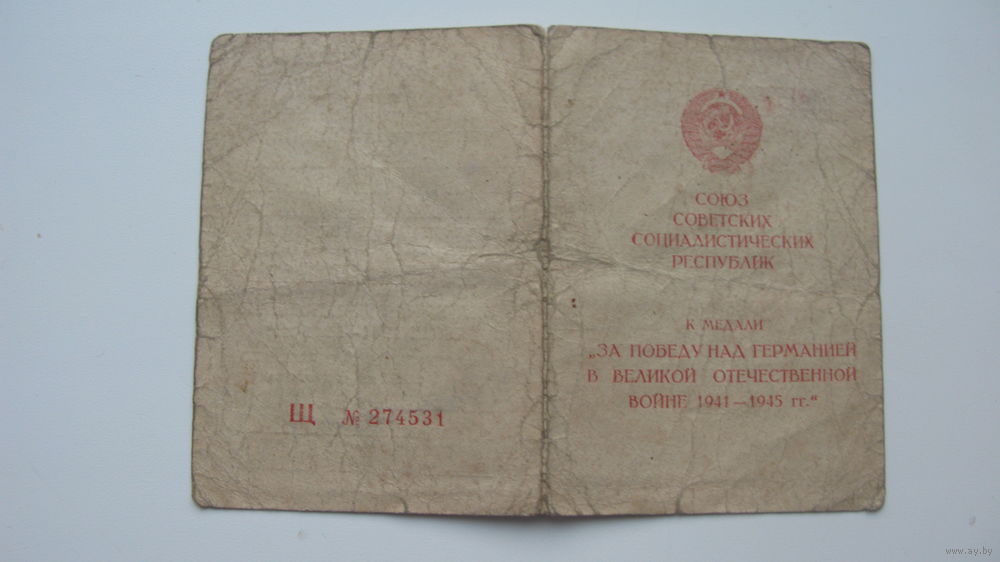 СОЮЗ
СОВЕТСКИХ
СОЦИАЛИСТИЧЕСКИХ
РЕСПУБЛИК
К МЕДАЛИ
„ЗА ПОБЕДУ НАД ГЕРМАНИЕЙ
В ВЕЛИКОЙ ОТЕЧЕСТВЕННОЙ
ВОЙНЕ 1941—1945 гг.“
Щ № 274531
www.ay.by